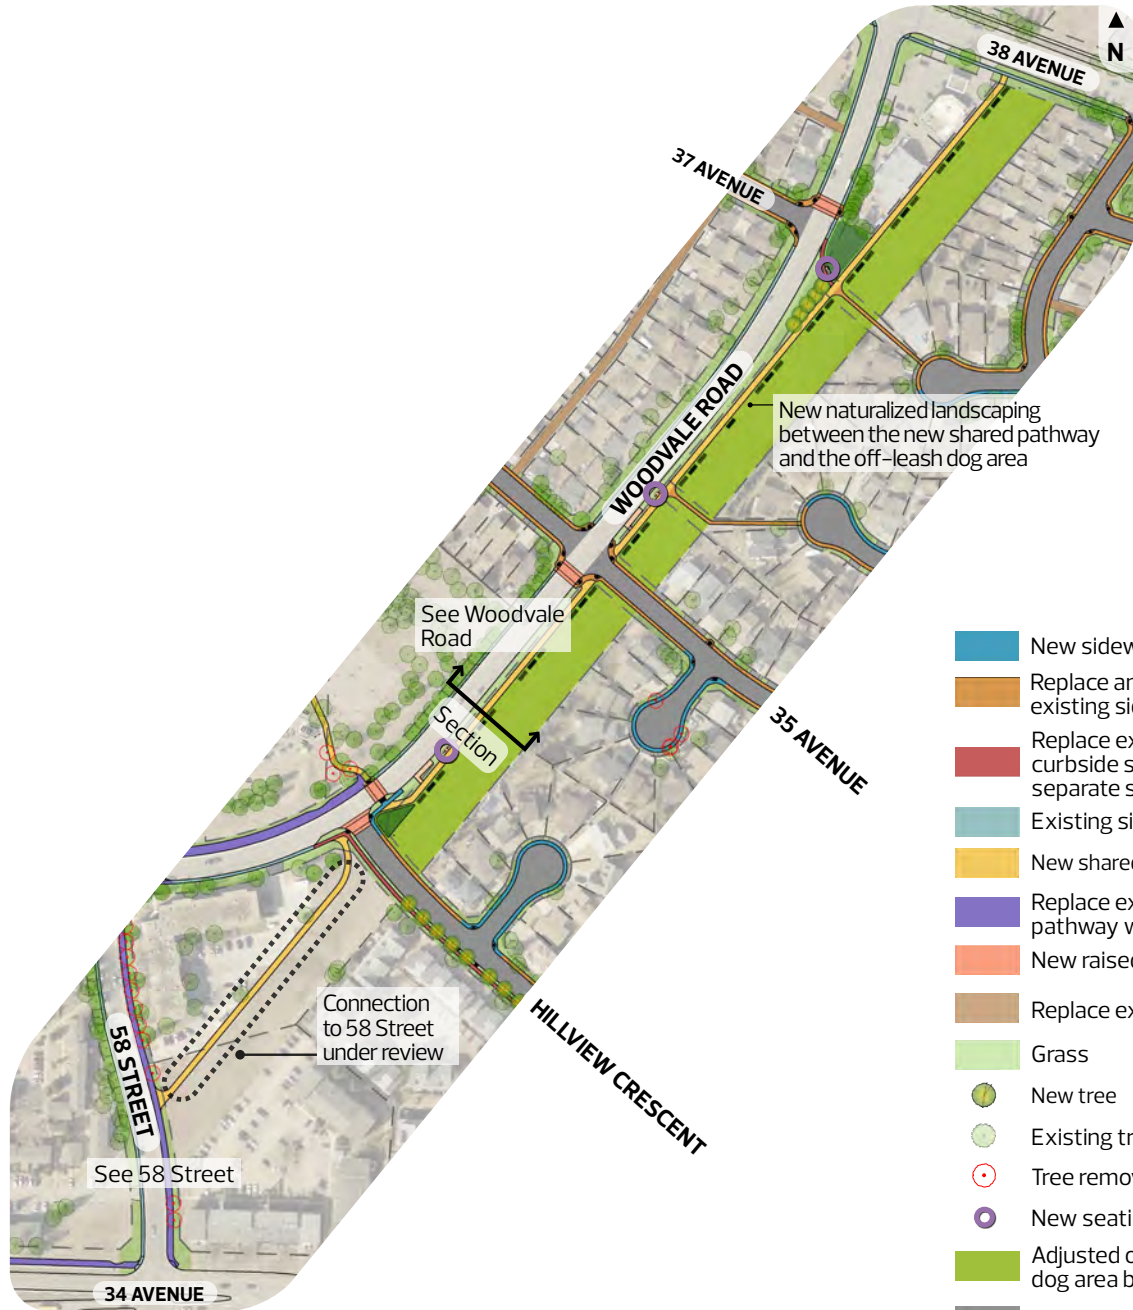 N
38 AVENUE
37 AVENUE
WOODVALE ROAD
New naturalized landscaping
between the new shared pathway
and the off-leash dog area
See Woodvale
Road
Section
35 AVENUE
Connection
to 58 Street
under review
HILLVIEW CRESCENT
58 STREET
See 58 Street
34 AVENUE
New sidew
Replace an
existing sid
Replace ex
curbside s
separate s
Existing si
New share
Replace ex
pathway w
New raise
Replace ex
Grass
New tree
Existing tr
Tree remo
New seati
Adjusted o
dog area b